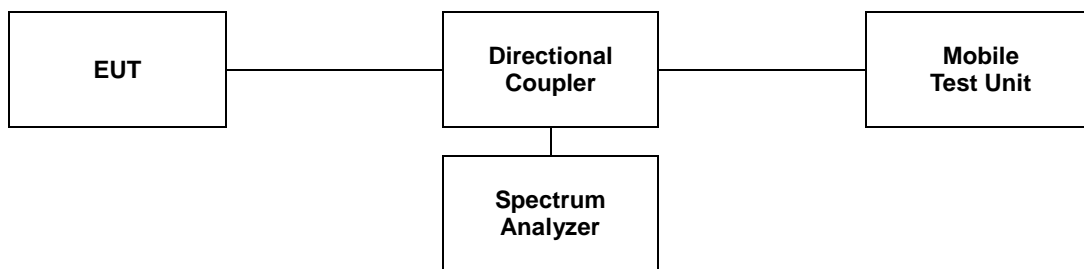 EUT
Directional
Coupler
Mobile
Test Unit
Spectrum
Analyzer